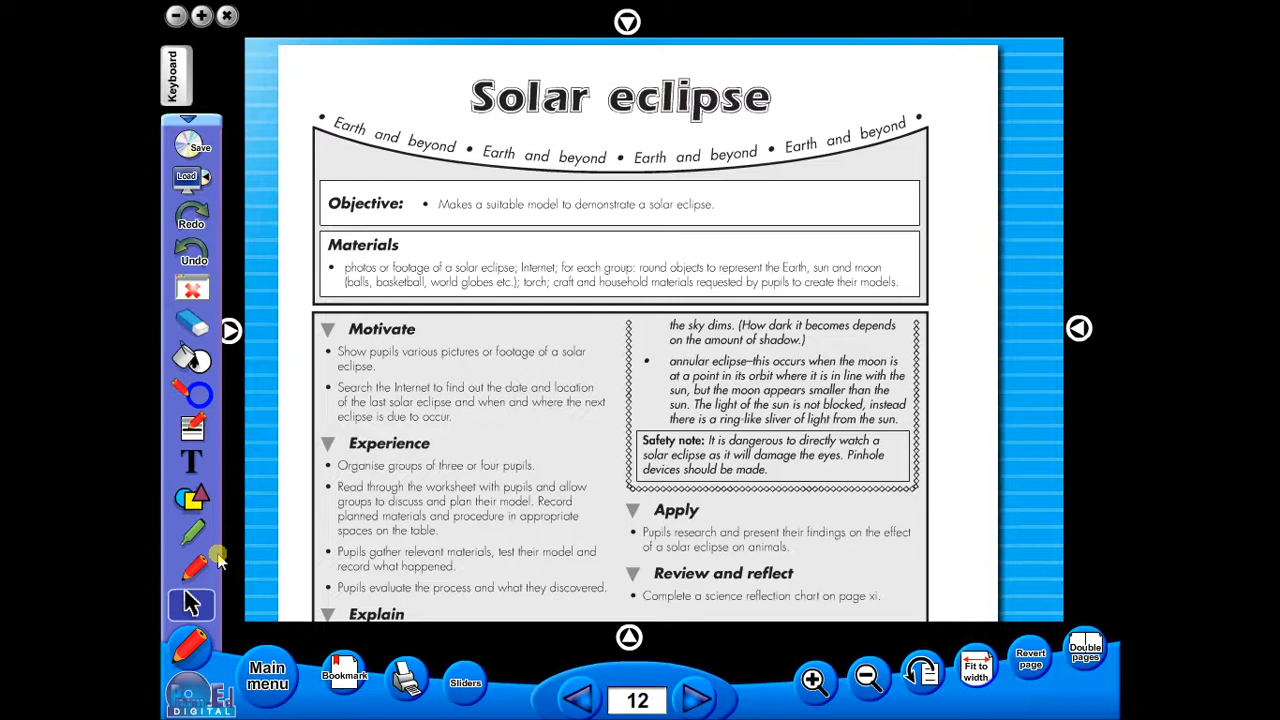 Keyboard
Save
Load
Redo
Undo
T
Solar eclipse
• Earth and beyond • Earth and beyond • Earth and beyond • Earth and beyond •
Objective: • Makes a suitable model to demonstrate a solar eclipse.
Materials
• photos or footage of a solar eclipse; Internet; for each group: round objects to represent the Earth, sun and moon
(balls, basketball, world globes etc.); torch; craft and household materials requested by pupils to create their models.
Motivate
• Show pupils various pictures or footage of a solar
eclipse.
• Search the Internet to find out the date and location
of the last solar eclipse and when and where the next
eclipse is due to occur.
Experience
• Organise groups of three or four pupils.
• Read through the worksheet with pupils and allow
groups to discuss and plan their model. Record
planned materials and procedure in appropriate
spaces on the table.
• Pupils gather relevant materials, test their model and
record what happened.
• Pupils evaluate the process and what they discovered.
Explain
the sky dims. (How dark it becomes depends
on the amount of shadow.)
• annular eclipse–this occurs when the moon is
at a point in its orbit where it is in line with the
sun, but the moon appears smaller than the
sun. The light of the sun is not blocked, instead
there is a ring-like sliver of light from the sun.
Safety note: It is dangerous to directly watch a
solar eclipse as it will damage the eyes. Pinhole
devices should be made.
Apply
• Pupils research and present their findings on the effect
of a solar eclipse on animals.
Review and reflect
• Complete a science reflection chart on page xi.
DIGITAL
Main
menu
Bookmark
Sliders
12
Fit to
width
Revert
page
Double
pages